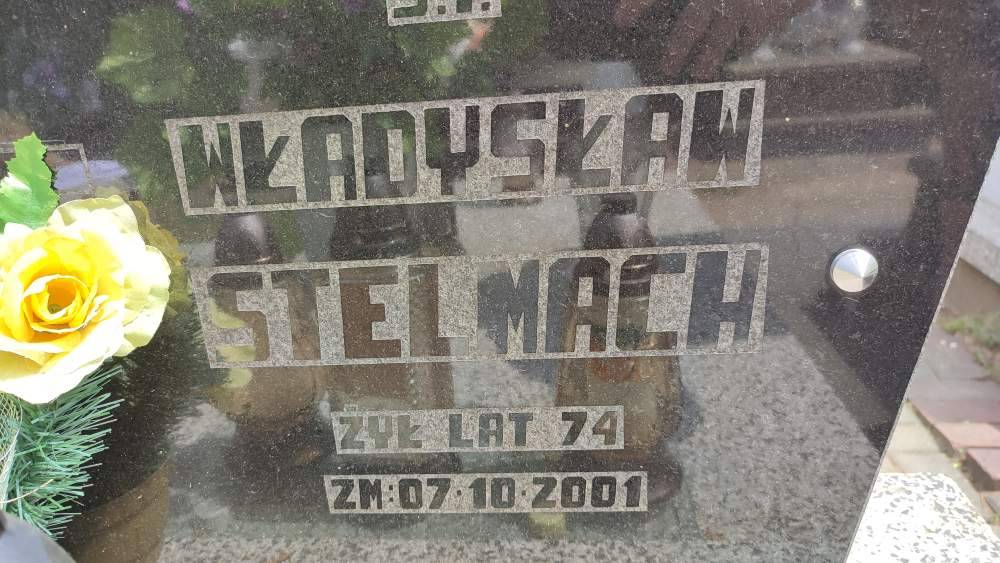 Ś.P.
WŁADYSŁAW
STELMACH
ŻYŁ LAT 74
ZM: 07·10·2001